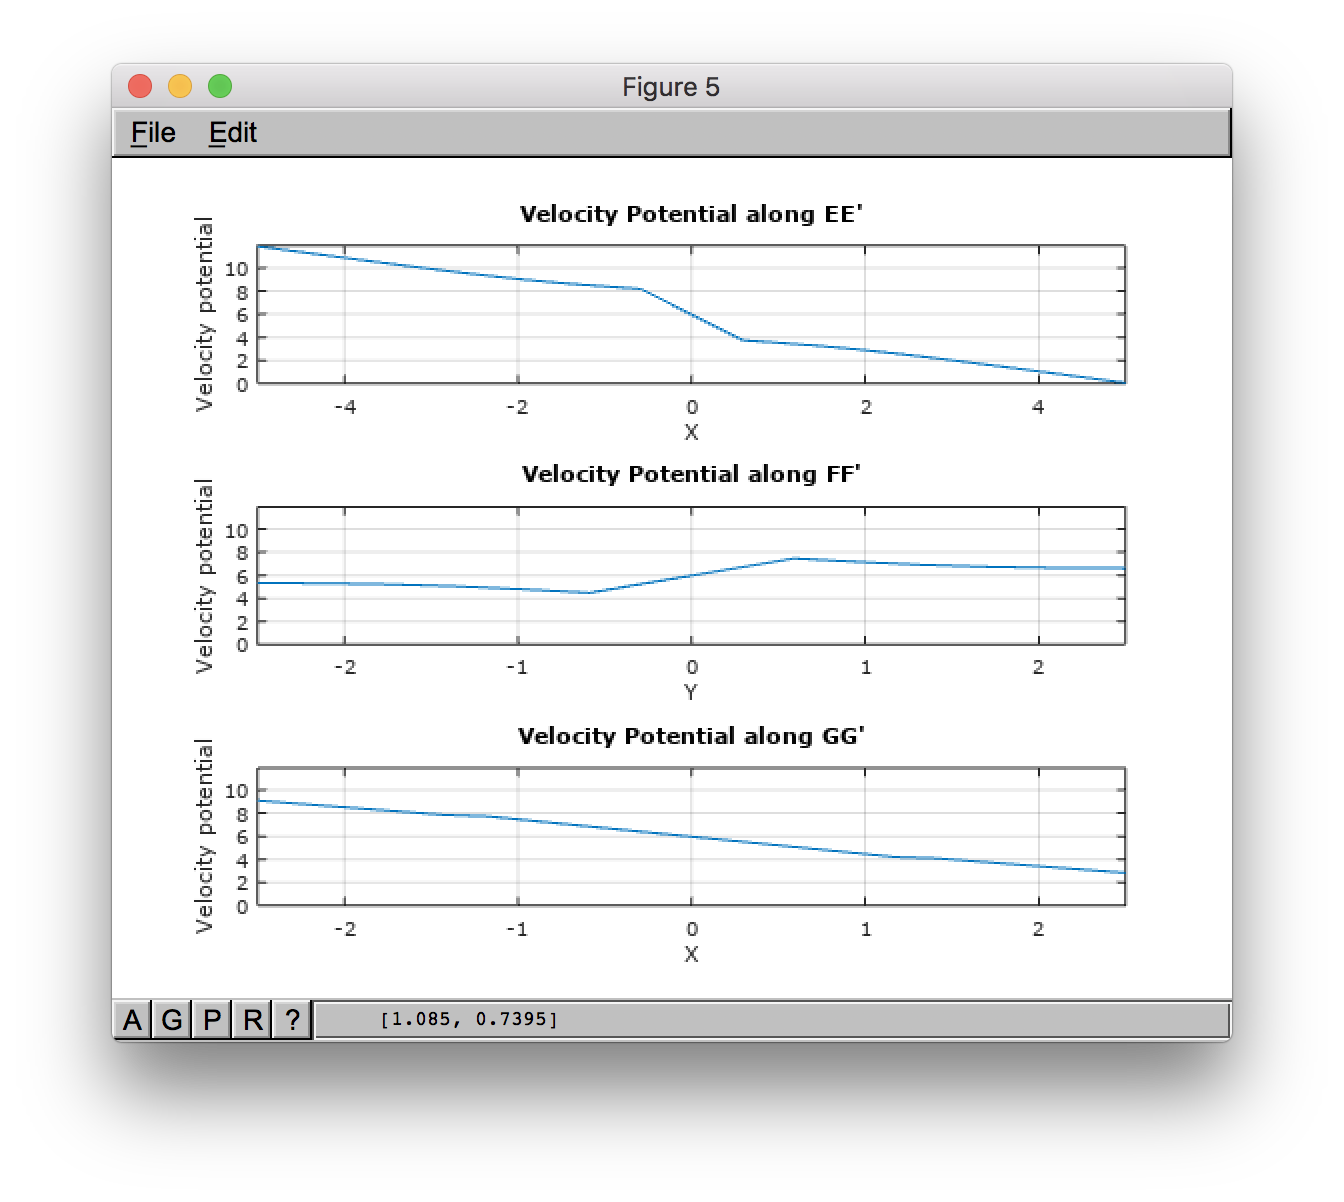 Figure 5
File Edit
Velocity Potential along EE'
Velocity potential
10
8
6
4
2
0
-4 -2 0 2 4
X
Velocity Potential along FF'
Velocity potential
10
8
6
4
2
0
-2 -1 0 1 2
Y
Velocity Potential along GG'
Velocity potential
10
8
6
4
2
0
-2 -1 0 1 2
X
A G P R ? [1.085, 0.7395]